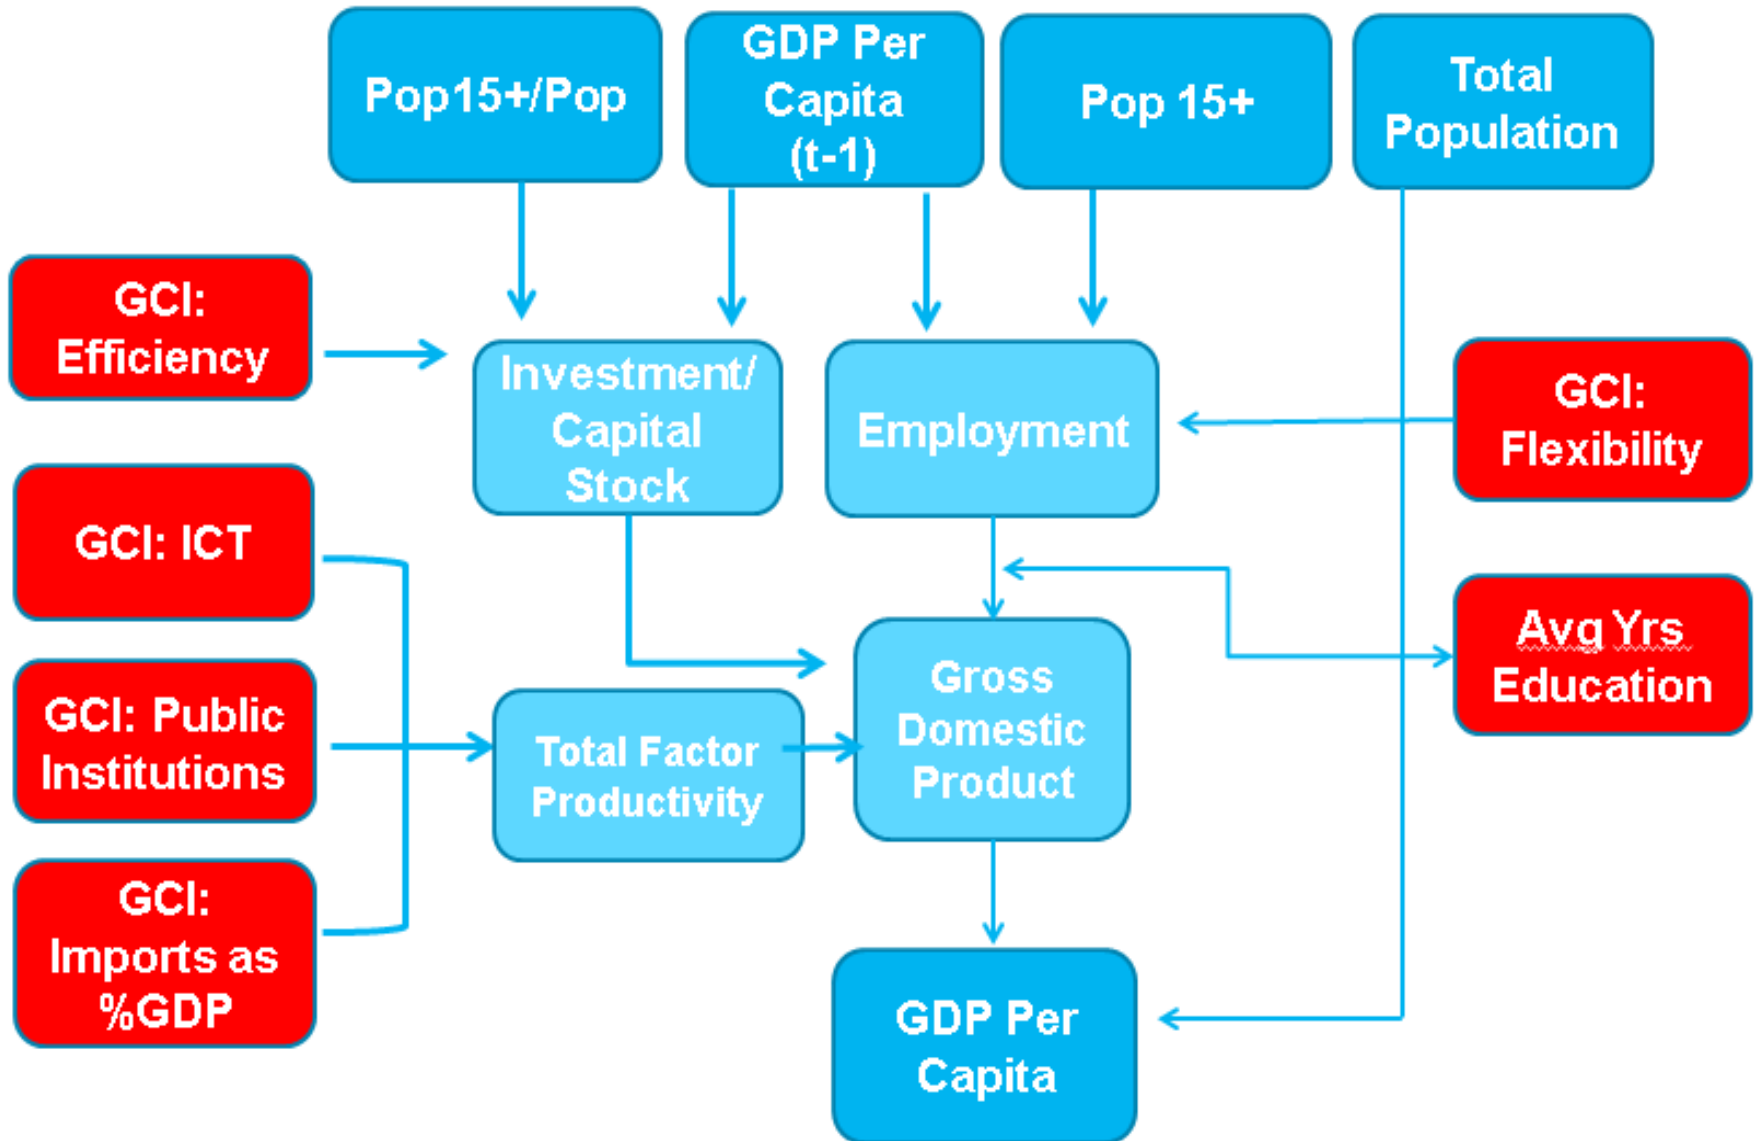 Pop15+/Pop
GDP Per
Capita
(t-1)
Pop 15+
Total
Population
GCI:
Efficiency
Investment/
Capital
Stock
Employment
GCI:
Flexibility
GCI: ICT
Avg Yrs
Education
GCI: Public
Institutions
Total Factor
Productivity
Gross
Domestic
Product
GCI:
Imports as
%GDP
GDP Per
Capita